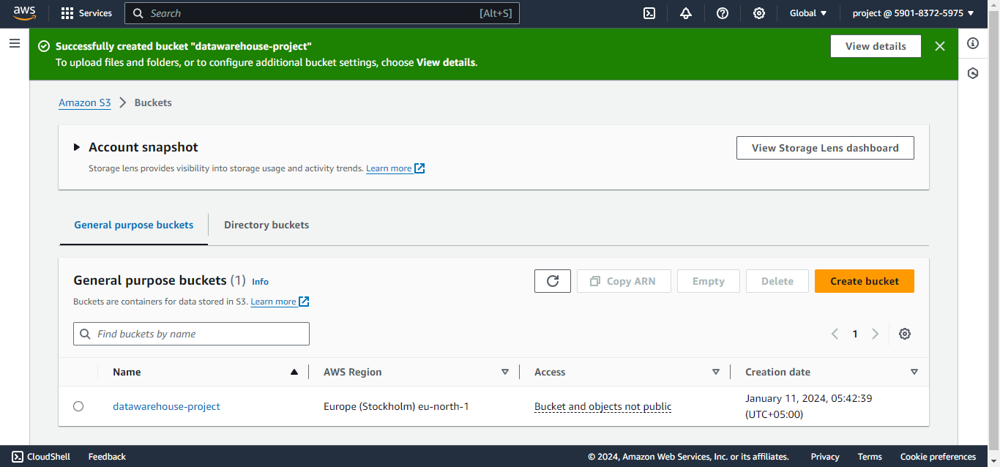 aws
Services
Search
[Alt+S]
Global
project @ 5901-8372-5975
Successfully created bucket "datawarehouse-project"
To upload files and folders, or to configure additional bucket settings, choose View details.
View details
Amazon S3
Buckets
Account snapshot
Storage lens provides visibility into storage usage and activity trends. Learn more
View Storage Lens dashboard
General purpose buckets
Directory buckets
General purpose buckets (1) Info
Buckets are containers for data stored in S3. Learn more
Copy ARN
Empty
Delete
Create bucket
Find buckets by name
1
Name
AWS Region
Access
Creation date
datawarehouse-project
Europe (Stockholm) eu-north-1
Bucket and objects not public
January 11, 2024, 05:42:39
(UTC+05:00)
CloudShell
Feedback
© 2024, Amazon Web Services, Inc. or its affiliates.
Privacy
Terms
Cookie preferences